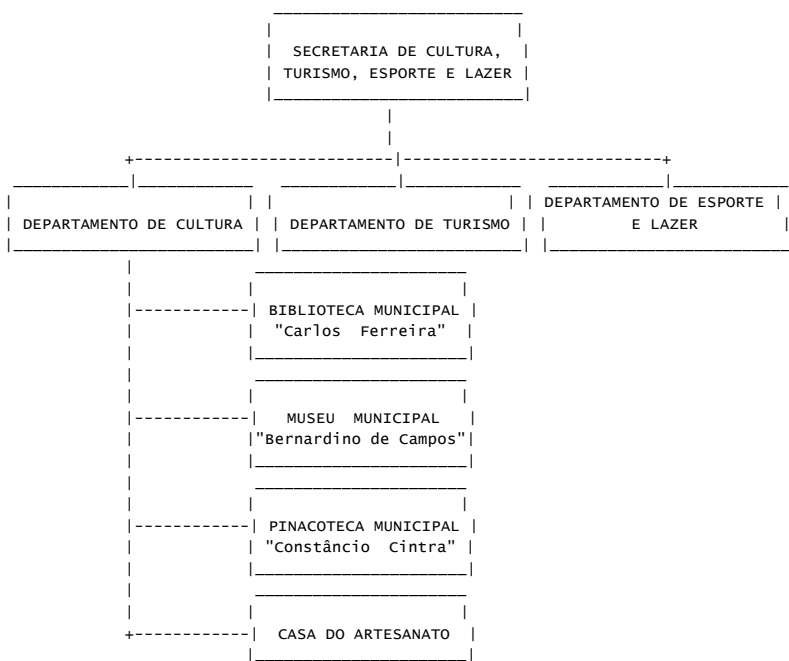 SECRETARIA DE CULTURA,
TURISMO, ESPORTE E LAZER
DEPARTAMENTO DE CULTURA
DEPARTAMENTO DE TURISMO
DEPARTAMENTO DE ESPORTE
E LAZER
BIBLIOTECA MUNICIPAL
"Carlos Ferreira"
MUSEU MUNICIPAL
"Bernardino de Campos"
PINACOTECA MUNICIPAL
"Constâncio Cintra"
CASA DO ARTESANATO